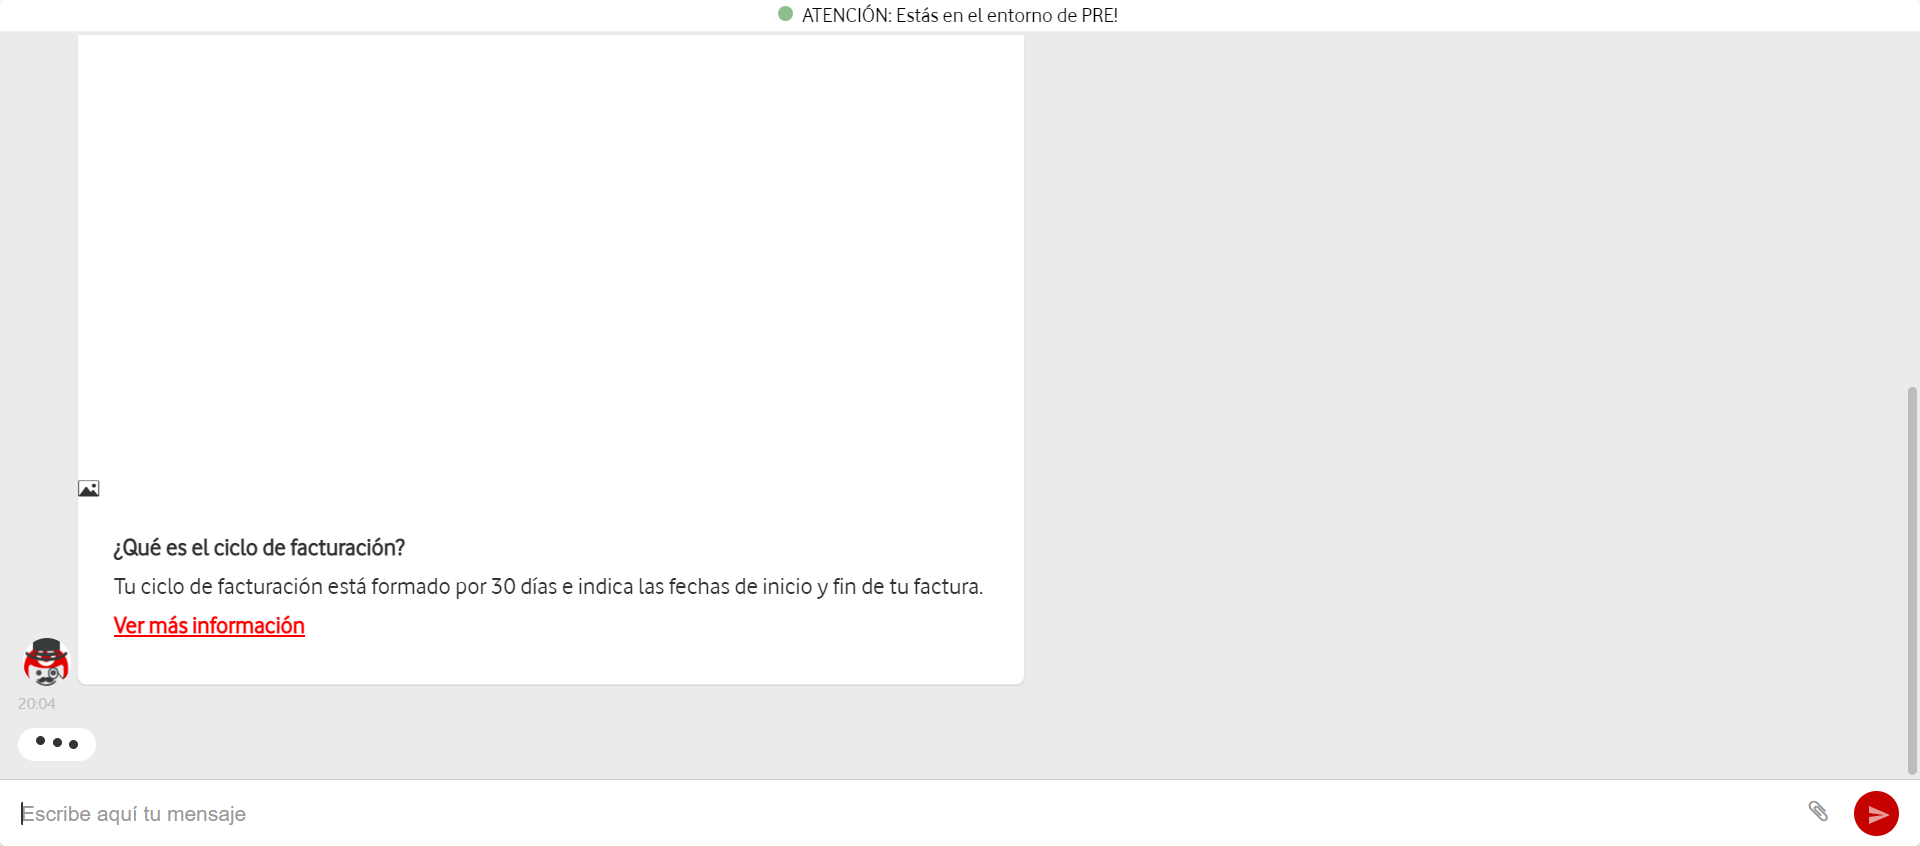 ATENCIÓN: Estás en el entorno de PRE!
¿Qué es el ciclo de facturación?
Tu ciclo de facturación está formado por 30 días e indica las fechas de inicio y fin de tu factura.
Ver más información
20:04
Escribe aquí tu mensaje